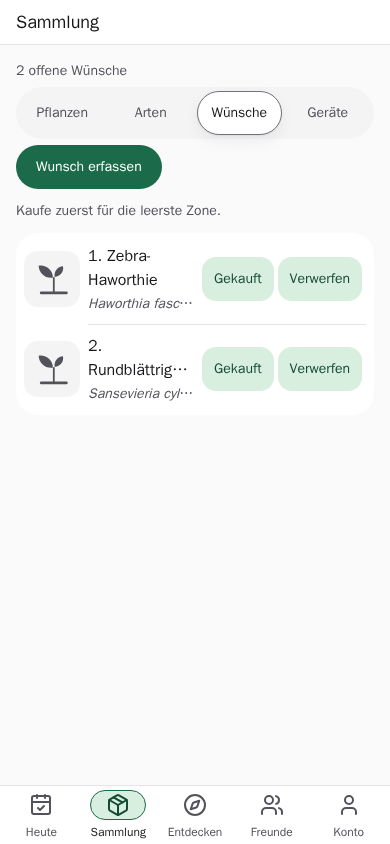 Sammlung
2 offene Wünsche
Pflanzen Arten Wünsche Geräte
Wunsch erfassen
Kaufe zuerst für die leerste Zone.
1. Zebra-
Haworthie
Haworthia fasc···
Gekauft Verwerfen
2.
Rundblättrig···
Sansevieria cyl···
Gekauft Verwerfen
Heute Sammlung Entdecken Freunde Konto